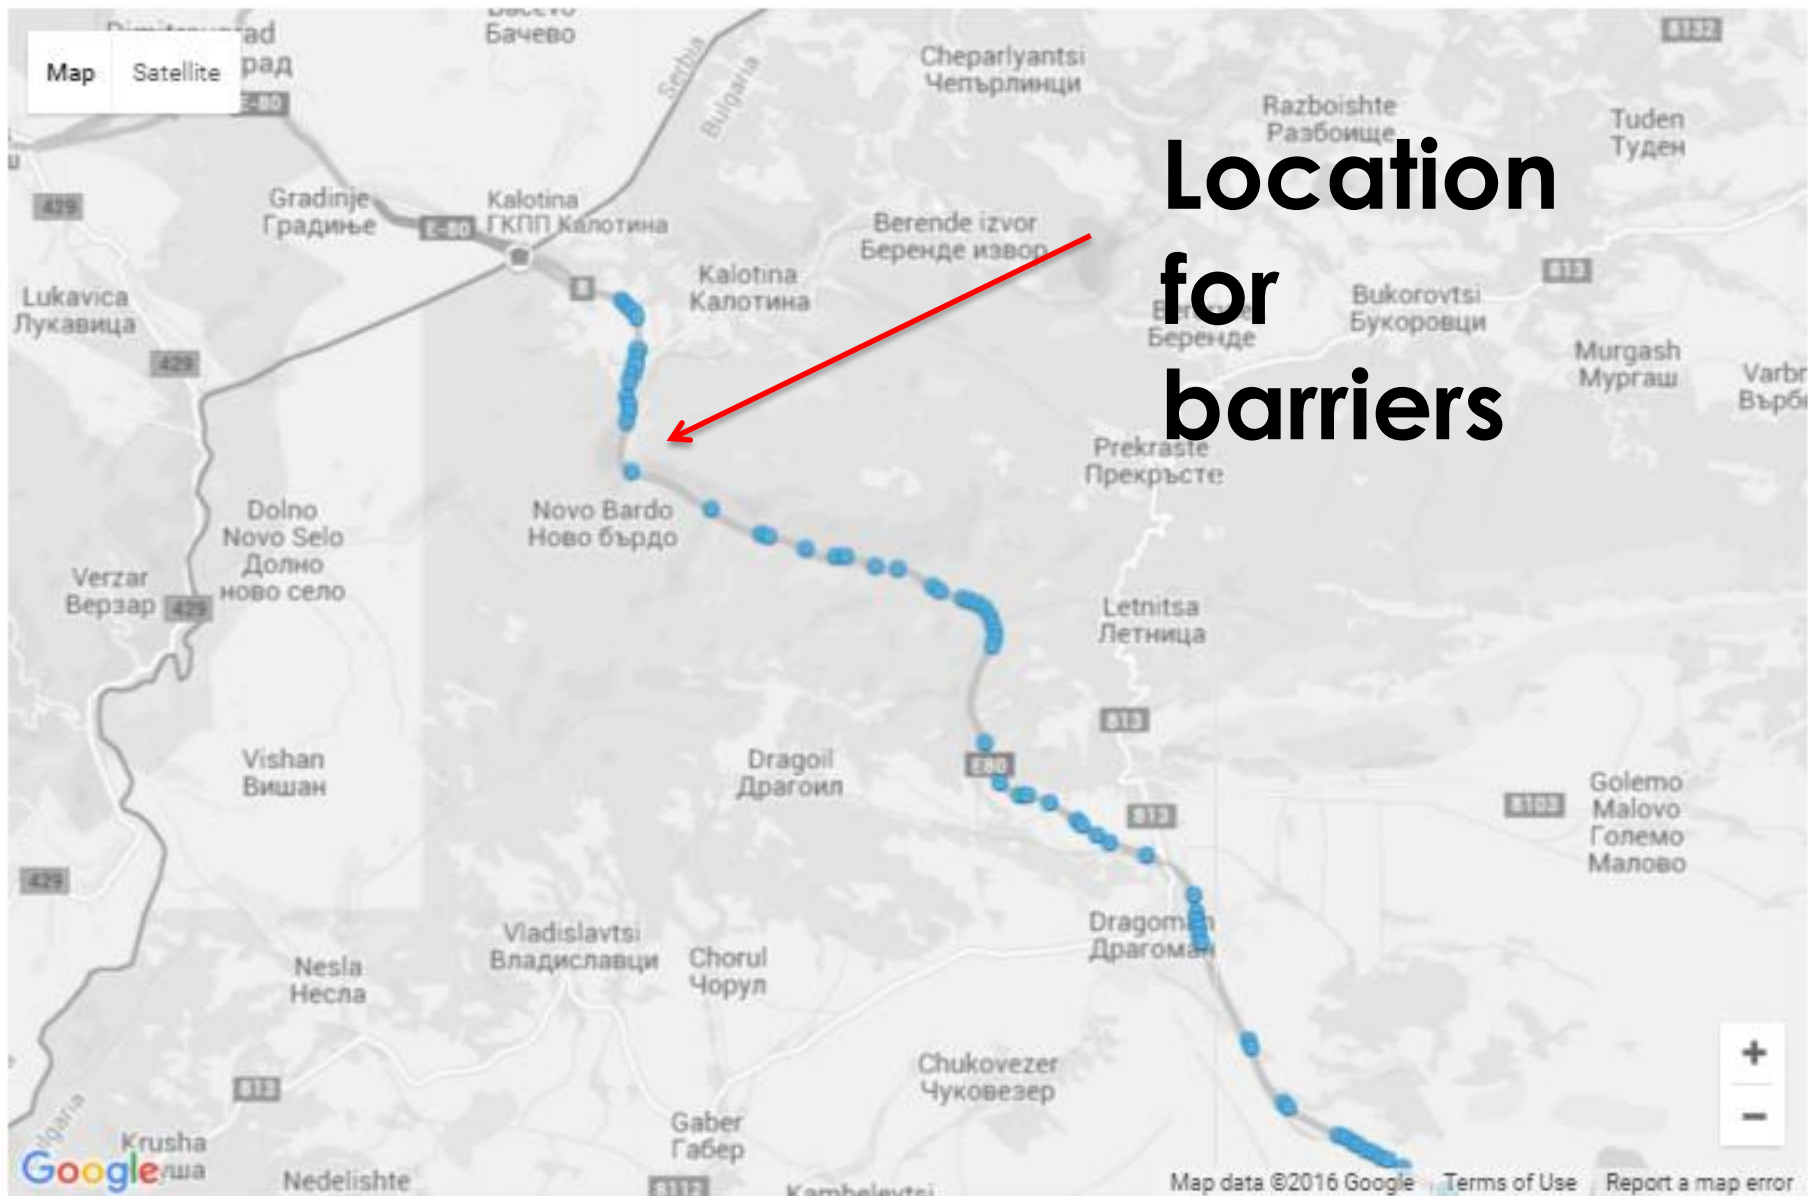 Бачево
Map
Satellite
E-80
Serbia
Bulgaria
Cheparlyantsi
Чепърлинци
8132
Razboishte
Разбоище
Tuden
Туден
Location
for
barriers
429
Gradinje
Градиње
E-80
Kalotina
ГКПП Калотина
Berende izvor
Беренде извор
Kalotina
Калотина
8
Lukavica
Лукавица
429
813
Bukorovtsi
Букоровци
Беренде
Murgash
Мургаш
Prekraste
Прекръсте
Dolno
Novo Selo
Долно
ново село
Novo Bardo
Ново бърдо
Verzar
Верзар
429
Letnitsa
Летница
813
Vishan
Вишан
Dragoil
Драгоил
E80
813
8103
Golemo
Malovo
Големо
Малово
429
Dragoman
Драгоман
Vladislavtsi
Владиславци
Chorul
Чорул
Nesla
Несла
Chukovezer
Чуковезер
813
Gaber
Габер
+
−
Krusha
Google
Nedelishte
8112
Map data ©2016 Google
Terms of Use
Report a map error